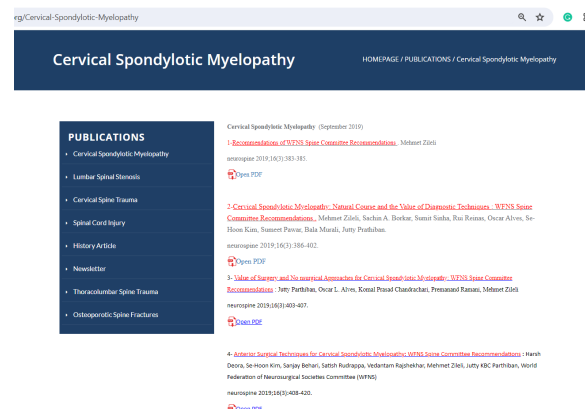 rg/Cervical-Spondylotic-Myelopathy
Cervical Spondylotic Myelopathy
HOMEPAGE / PUBLICATIONS / Cervical Spondylotic Myelopathy
PUBLICATIONS
Cervical Spondylotic Myelopathy
Lumbar Spinal Stenosis
Cervical Spine Trauma
Spinal Cord Injury
History Article
Newsletter
Thoracolumbar Spine Trauma
Osteoporotic Spine Fractures
Cervical Spondylotic Myelopathy (September 2019)
1-Recommendations of WFNS Spine Committee Recommendations , Mehmet Zileli
neurospine 2019;16(3):383-385.
Open PDF
2-Cervical Spondylotic Myelopathy: Natural Course and the Value of Diagnostic Techniques : WFNS Spine
Committee Recommendations , Mehmet Zileli, Sachin A. Borkar, Sumit Sinha, Rui Reinas, Oscar Alves, Se-
Hoon Kim, Sumeet Pawar, Bala Murali, Jutty Prathiban.
neurospine 2019;16(3):386-402.
Open PDF
3- Value of Surgery and No nsurgical Approaches for Cervical Spondylotic Myelopathy: WFNS Spine Committee
Recommendations : Jutty Parthiban, Oscar L. Alves, Komal Prasad Chandrachari, Premanand Ramani, Mehmet Zileli
neurospine 2019;16(3):403-407.
Open PDF
4- Anterior Surgical Techniques for Cervical Spondylotic Myelopathy: WFNS Spine Committee Recommendations : Harsh
Deora, Se-Hoon Kim, Sanjay Behari, Satish Rudrappa, Vedantam Rajshekhar, Mehmet Zileli, Jutty KBC Parthiban, World
Federation of Neurosurgical Societies Committee (WFNS)
neurospine 2019;16(3):408-420.
Open PDF